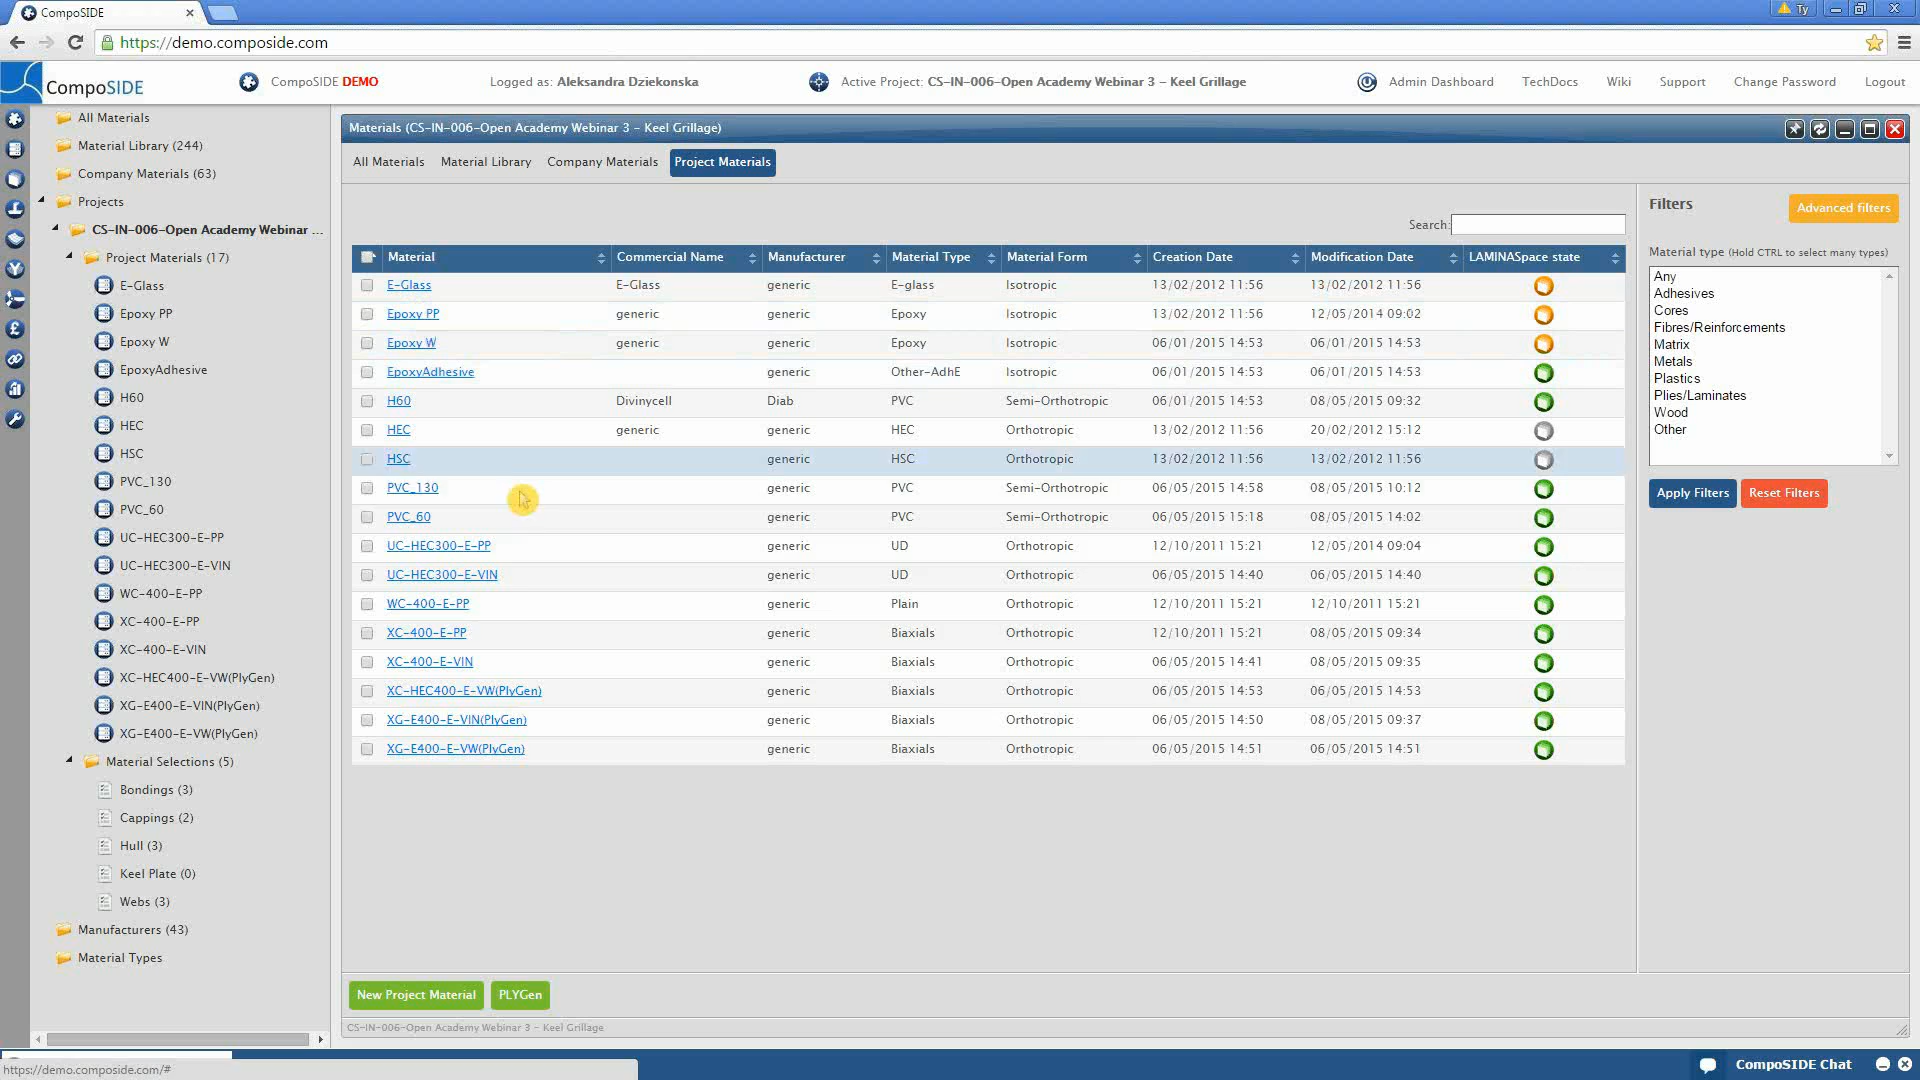 CompoSIDE
Ty
https://demo.composide.com
CompoSIDE
CompoSIDE DEMO
Logged as: Aleksandra Dziekonska
Active Project: CS-IN-006-Open Academy Webinar 3 - Keel Grillage
Admin Dashboard
TechDocs
Wiki
Support
Change Password
Logout
All Materials
Material Library (244)
Company Materials (63)
Projects
CS-IN-006-Open Academy Webinar ...
Project Materials (17)
E-Glass
Epoxy PP
Epoxy W
EpoxyAdhesive
H60
HEC
HSC
PVC_130
PVC_60
UC-HEC300-E-PP
UC-HEC300-E-VIN
WC-400-E-PP
XC-400-E-PP
XC-400-E-VIN
XC-HEC400-E-VW(PlyGen)
XG-E400-E-VIN(PlyGen)
XG-E400-E-VW(PlyGen)
Material Selections (5)
Bondings (3)
Cappings (2)
Hull (3)
Keel Plate (0)
Webs (3)
Manufacturers (43)
Material Types
Materials (CS-IN-006-Open Academy Webinar 3 - Keel Grillage)
All Materials Material Library Company Materials Project Materials
Search:
Material Commercial Name Manufacturer Material Type Material Form Creation Date Modification Date LAMINASpace state
E-Glass E-Glass generic E-glass Isotropic 13/02/2012 11:56 13/02/2012 11:56
Epoxy PP generic generic Epoxy Isotropic 13/02/2012 11:56 12/05/2014 09:02
Epoxy W generic generic Epoxy Isotropic 06/01/2015 14:53 06/01/2015 14:53
EpoxyAdhesive generic Other-AdhE Isotropic 06/01/2015 14:53 06/01/2015 14:53
H60 Divinycell Diab PVC Semi-Orthotropic 06/01/2015 14:53 08/05/2015 09:32
HEC generic generic HEC Orthotropic 13/02/2012 11:56 20/02/2012 15:12
HSC generic HSC Orthotropic 13/02/2012 11:56 13/02/2012 11:56
PVC_130 generic PVC Semi-Orthotropic 06/05/2015 14:58 08/05/2015 10:12
PVC_60 generic PVC Semi-Orthotropic 06/05/2015 15:18 08/05/2015 14:02
UC-HEC300-E-PP generic UD Orthotropic 12/10/2011 15:21 12/05/2014 09:04
UC-HEC300-E-VIN generic UD Orthotropic 06/05/2015 14:40 06/05/2015 14:40
WC-400-E-PP generic Plain Orthotropic 12/10/2011 15:21 12/10/2011 15:21
XC-400-E-PP generic Biaxials Orthotropic 12/10/2011 15:21 08/05/2015 09:34
XC-400-E-VIN generic Biaxials Orthotropic 06/05/2015 14:41 08/05/2015 09:35
XC-HEC400-E-VW(PlyGen) generic Biaxials Orthotropic 06/05/2015 14:53 06/05/2015 14:53
XG-E400-E-VIN(PlyGen) generic Biaxials Orthotropic 06/05/2015 14:50 08/05/2015 09:37
XG-E400-E-VW(PlyGen) generic Biaxials Orthotropic 06/05/2015 14:51 06/05/2015 14:51
Filters
Advanced filters
Material type (Hold CTRL to select many types)
Any
Adhesives
Cores
Fibres/Reinforcements
Matrix
Metals
Plastics
Plies/Laminates
Wood
Other
Apply Filters
Reset Filters
New Project Material
PLYGen
CS-IN-006-Open Academy Webinar 3 - Keel Grillage
https://demo.composide.com/#
CompoSIDE Chat